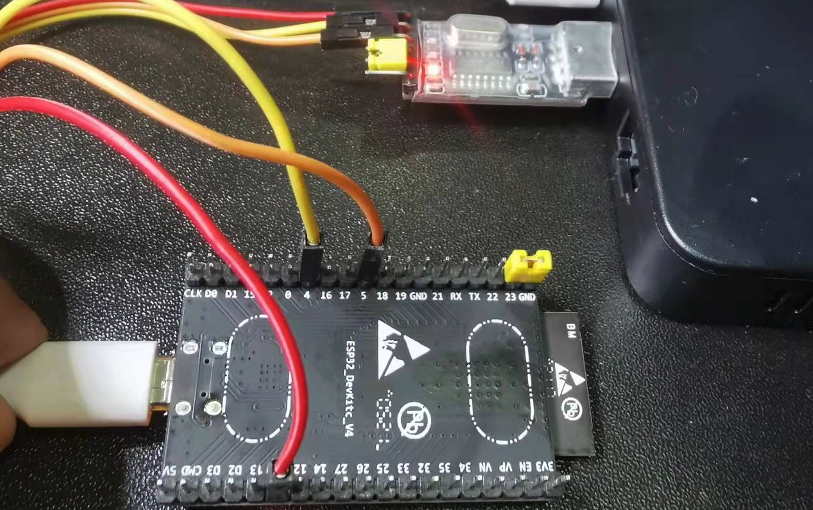 CLK D0 D1 15 2 0 4 16 17 5 18 19 GND 21 RX TX 22 23 GND
BM
ESP32_DevKitc_V4
Pb
5V CMD D3 D2 13 12 14 27 26 25 33 32 35 34 VN VP EN 3V3